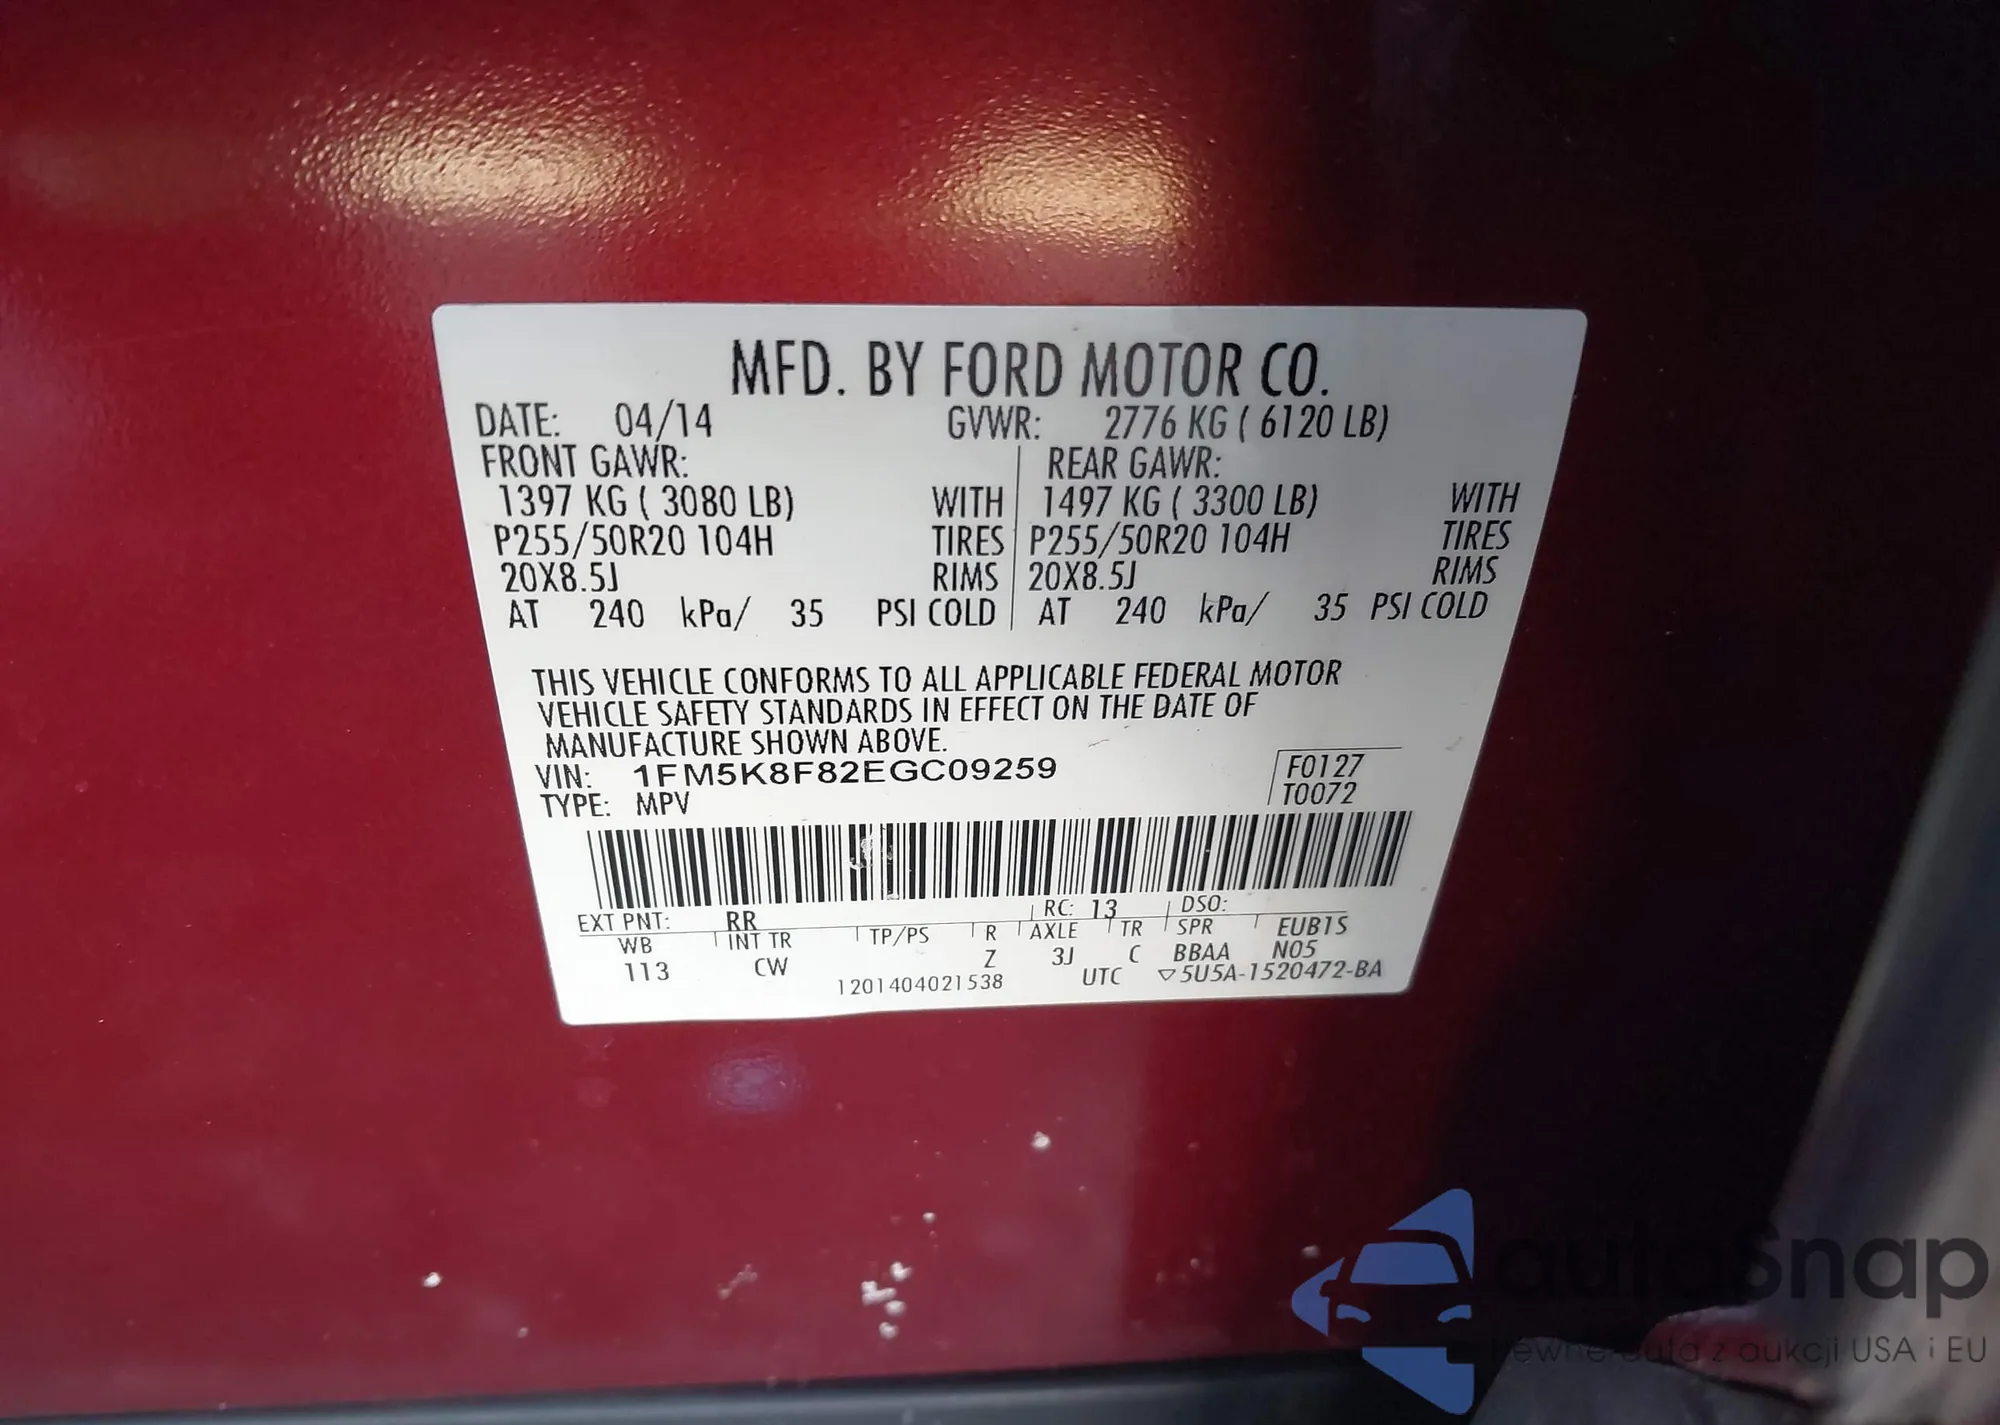 MFD. BY FORD MOTOR CO.
DATE: 04/14 GVWR: 2776 KG ( 6120 LB)
FRONT GAWR: REAR GAWR:
1397 KG ( 3080 LB) WITH 1497 KG ( 3300 LB) WITH
P255/50R20 104H TIRES P255/50R20 104H TIRES
20X8.5J RIMS 20X8.5J RIMS
AT 240 kPa/ 35 PSI COLD AT 240 kPa/ 35 PSI COLD
THIS VEHICLE CONFORMS TO ALL APPLICABLE FEDERAL MOTOR
VEHICLE SAFETY STANDARDS IN EFFECT ON THE DATE OF
MANUFACTURE SHOWN ABOVE.
VIN: 1FM5K8F82EGC09259 F0127
TYPE: MPV T0072
EXT PNT: RR RC: 13 DSO:
WB INT TR TP/PS R AXLE TR SPR EUB1S
113 CW Z 3J C BBAA N05
1201404021538 UTC ▽5U5A-1520472-BA
autoSnap
Pewne auta z aukcji USA i EU